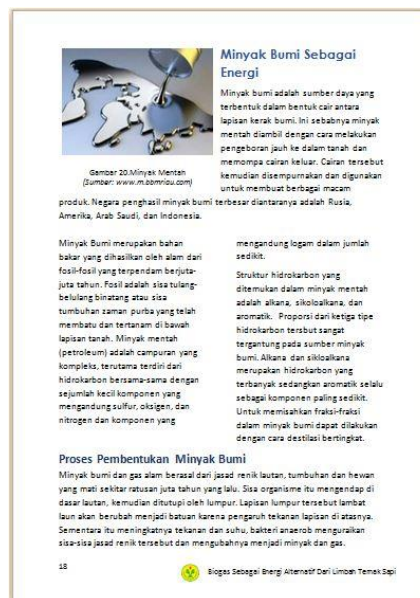 Minyak Bumi Sebagai
Energi
Minyak bumi adalah sumber daya yang
terbentuk dalam bentuk cair antara
lapisan kerak bumi. Ini sebabnya minyak
mentah diambil dengan cara melakukan
pengeboran jauh ke dalam tanah dan
memompa cairan keluar. Cairan tersebut
kemudian disempurnakan dan digunakan
untuk membuat berbagai macam
produk. Negara penghasil minyak bumi terbesar diantaranya adalah Rusia,
Amerika, Arab Saudi, dan Indonesia.
Gambar 20.Minyak Mentah
(Sumber: www.m.bbmriau.com)
Minyak Bumi merupakan bahan
bakar yang dihasilkan oleh alam dari
fosil-fosil yang terpendam berjuta-
juta tahun. Fosil adalah sisa tulang-
belulang binatang atau sisa
tumbuhan zaman purba yang telah
membatu dan tertanam di bawah
lapisan tanah. Minyak mentah
(petroleum) adalah campuran yang
kompleks, terutama terdiri dari
hidrokarbon bersama-sama dengan
sejumlah kecil komponen yang
mengandung sulfur, oksigen, dan
nitrogen dan komponen yang
mengandung logam dalam jumlah
sedikit.
Struktur hidrokarbon yang
ditemukan dalam minyak mentah
adalah alkana, sikoloalkana, dan
aromatik. Proporsi dari ketiga tipe
hidrokarbon tersbut sangat
tergantung pada sumber minyak
bumi. Alkana dan sikloalkana
merupakan hidrokarbon yang
terbanyak sedangkan aromatik selalu
sebagai komponen paling sedikit.
Untuk memisahkan fraksi-fraksi
dalam minyak bumi dapat dilakukan
dengan cara destilasi bertingkat.
Proses Pembentukan Minyak Bumi
Minyak bumi dan gas alam berasal dari jasad renik lautan, tumbuhan dan hewan
yang mati sekitar ratusan juta tahun yang lalu. Sisa organisme itu mengendap di
dasar lautan, kemudian ditutupi oleh lumpur. Lapisan lumpur tersebut lambat
laun akan berubah menjadi batuan karena pengaruh tekanan lapisan di atasnya.
Sementara itu meningkatnya tekanan dan suhu, bakteri anaerob menguraikan
sisa-sisa jasad renik tersebut dan mengubahnya menjadi minyak dan gas.
18
Biogas Sebagai Energi Alternatif Dari Limbah Ternak Sapi